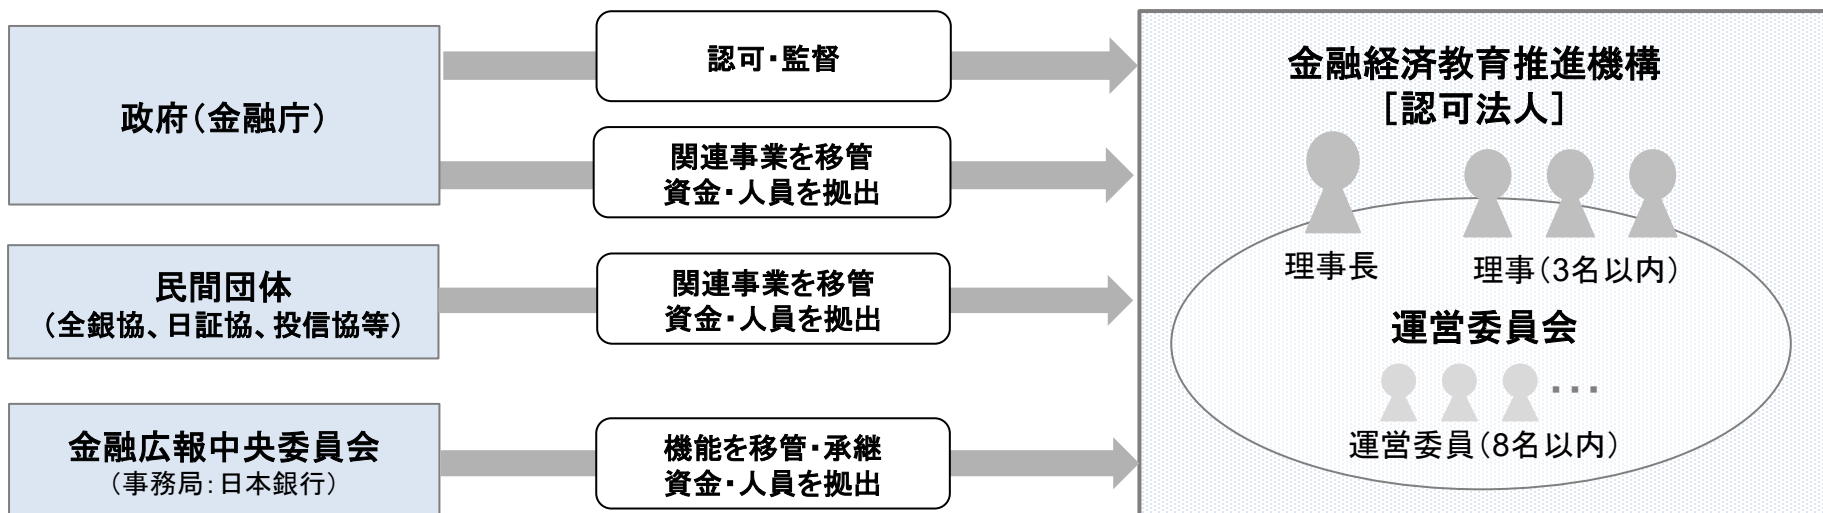 政府（金融庁）
認可・監督
関連事業を移管
資金・人員を拠出
民間団体
（全銀協、日証協、投信協等）
関連事業を移管
資金・人員を拠出
金融広報中央委員会
（事務局：日本銀行）
機能を移管・承継
資金・人員を拠出
金融経済教育推進機構
［認可法人］
理事長
理事（3名以内）
運営委員会
…
運営委員（8名以内）